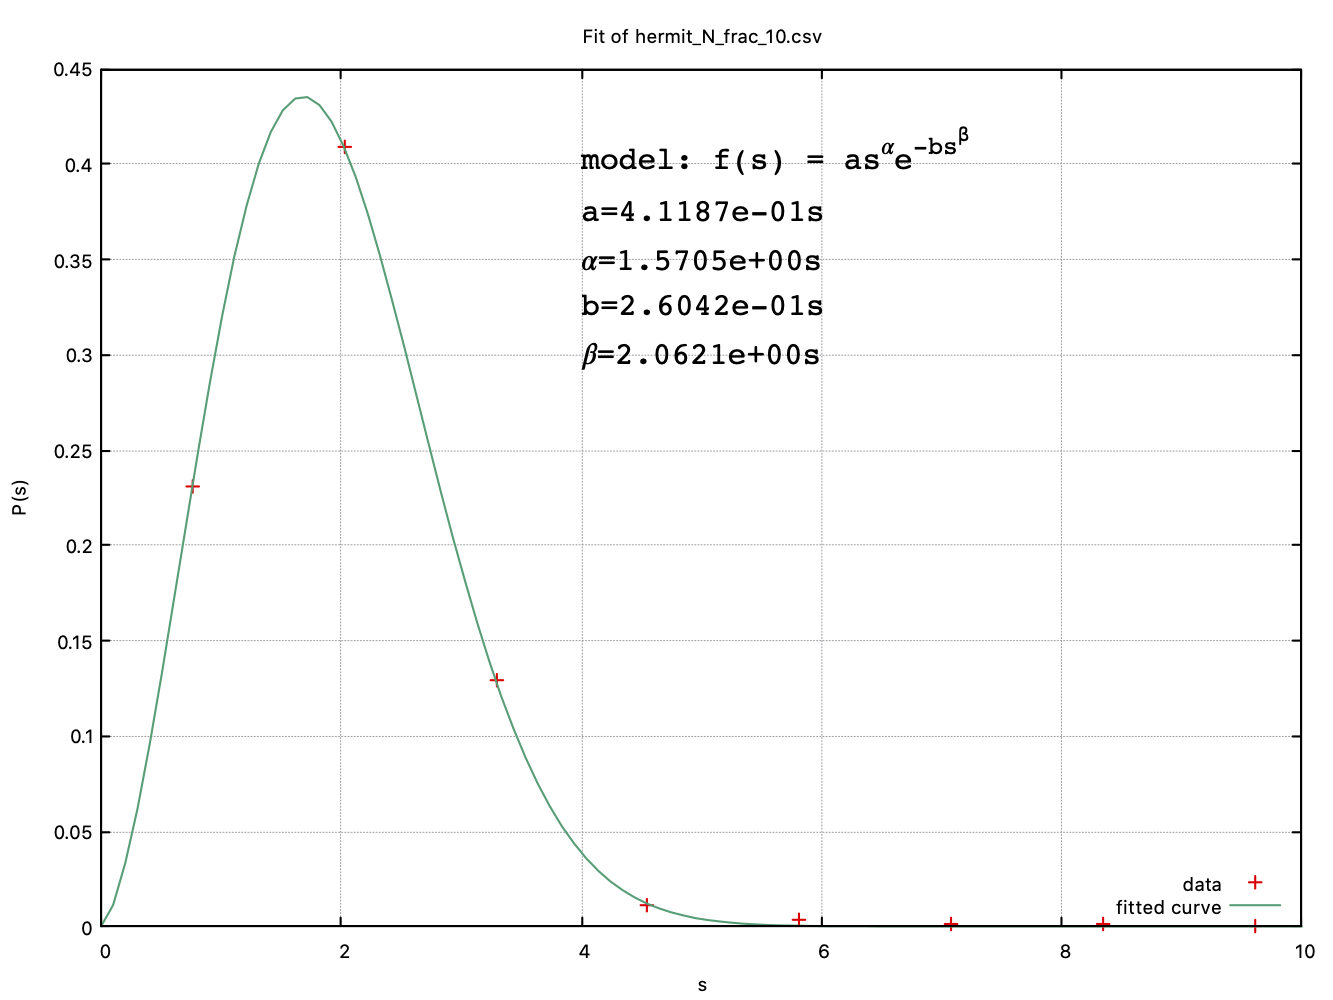 Fit of hermit_N_frac_10.csv
0.45
0.4
0.35
0.3
0.25
0.2
0.15
0.1
0.05
0
P(s)
model: f(s) = as^α e^-bs^β
a=4.1187e-01s
α=1.5705e+00s
b=2.6042e-01s
β=2.0621e+00s
data
fitted curve
0 2 4 6 8 10
s